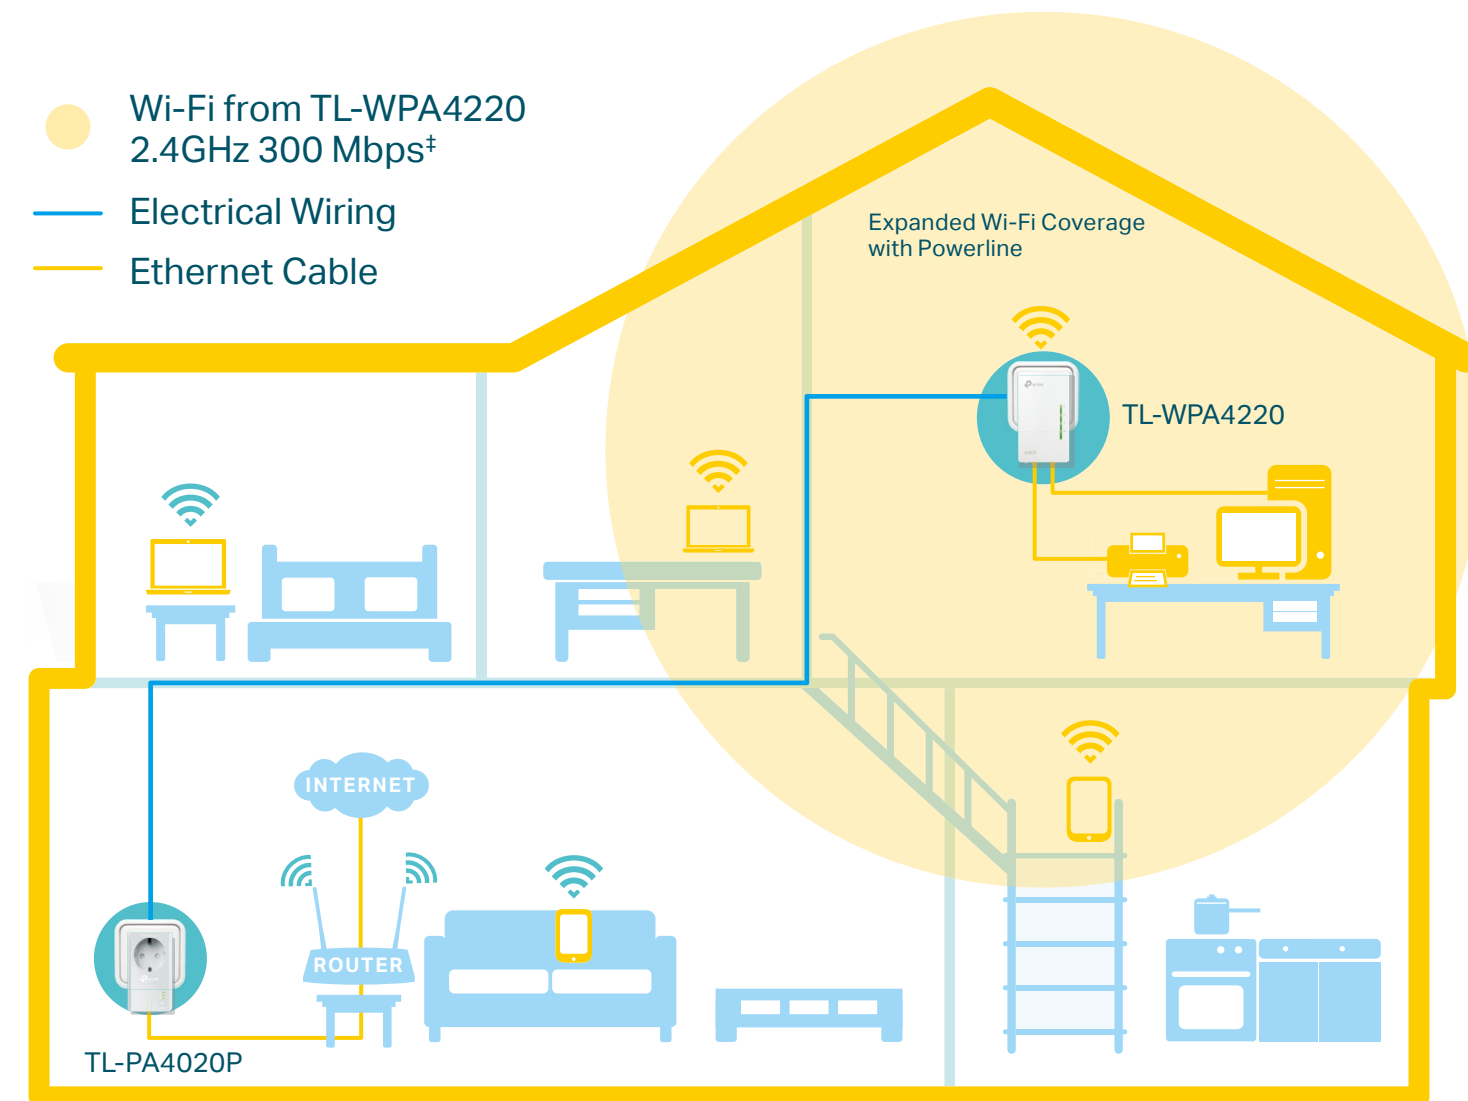 Wi-Fi from TL-WPA4220
2.4GHz 300 Mbps‡
Electrical Wiring
Ethernet Cable
Expanded Wi-Fi Coverage
with Powerline
TL-WPA4220
INTERNET
ROUTER
TL-PA4020P